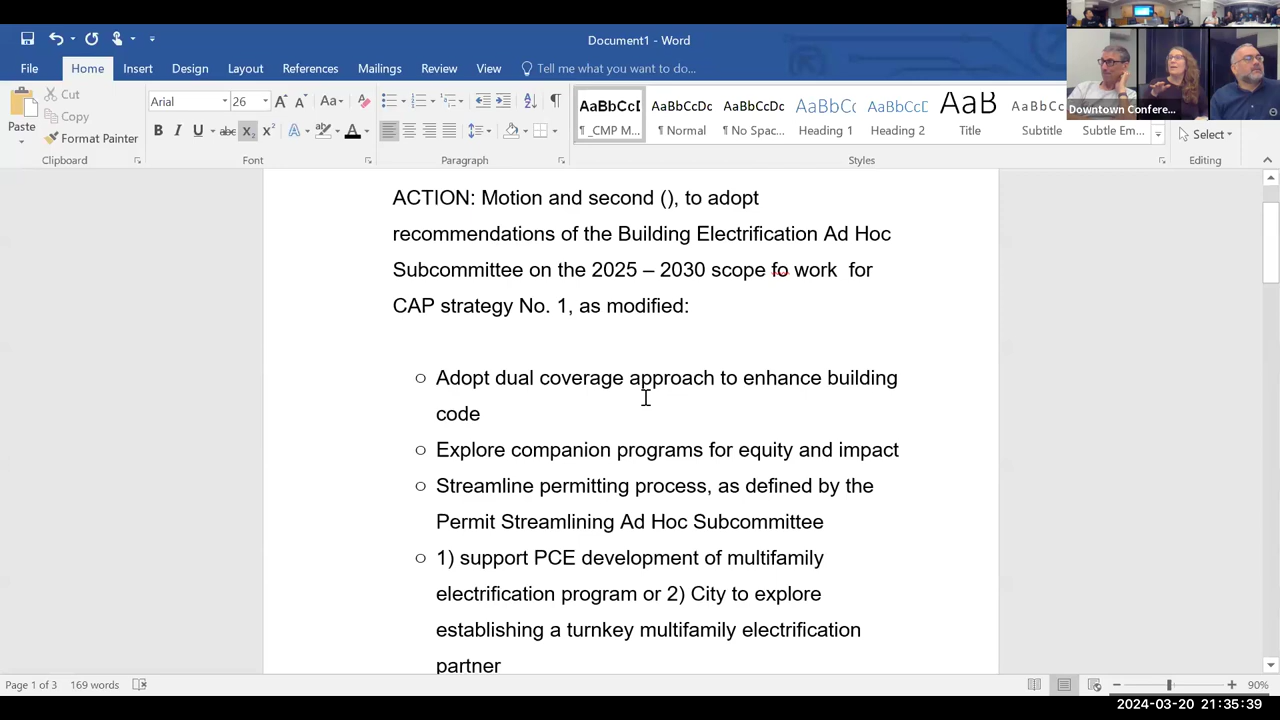 Document1 - Word
File Home Insert Design Layout References Mailings Review View Tell me what you want to do...
Paste
Cut
Copy
Format Painter
Clipboard
Arial 26
Font
Paragraph
AaBbCcI AaBbCcDc AaBbCcDc AaBbCc AaBbCcD AaB AaBbCcD
¶ _CMP M... ¶ Normal ¶ No Spac... Heading 1 Heading 2 Title Subtitle Subtle Em...
Styles
Select
Editing
Downtown Confere...
ACTION: Motion and second (), to adopt
recommendations of the Building Electrification Ad Hoc
Subcommittee on the 2025 – 2030 scope fo work for
CAP strategy No. 1, as modified:
○ Adopt dual coverage approach to enhance building
code
○ Explore companion programs for equity and impact
○ Streamline permitting process, as defined by the
Permit Streamlining Ad Hoc Subcommittee
○ 1) support PCE development of multifamily
electrification program or 2) City to explore
establishing a turnkey multifamily electrification
partner
Page 1 of 3 169 words
90%
2024-03-20 21:35:39